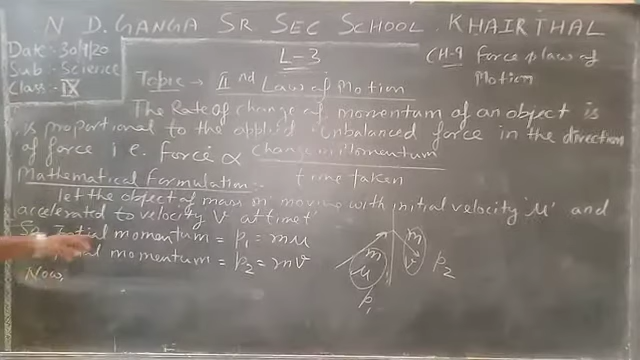 N D. GANGA SR SEC SCHOOL KHAIRTHAL
Date: 30/9/20
Sub - Science
Class - IX
L-3
CH-9 Force & laws of
Motion
Topic → II nd Law of Motion
The Rate of change of momentum of an object is
is proportional to the applied unbalanced force in the direction
of force i.e. Force ∝ Change in Momentum
time taken
Mathematical Formulation:-
let the object of mass m moving with initial velocity 'u' and
accelerated to velocity 'v' at time t'
So Initial momentum = p₁ = mu
momentum = p₂ = mv
Now,
m
u
p₁
m
v
p₂